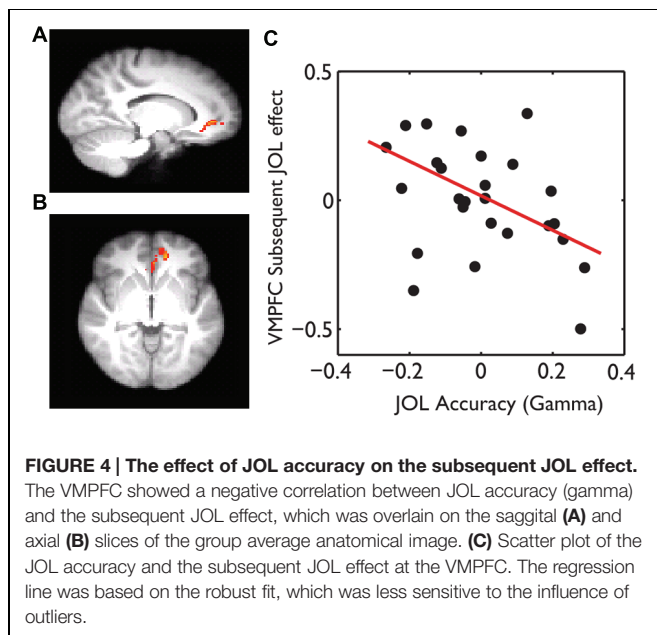 A
B
C
0.5
0
−0.5
VMPFC Subsequent JOL effect
−0.4
−0.2
0
0.2
0.4
JOL Accuracy (Gamma)
FIGURE 4 | The effect of JOL accuracy on the subsequent JOL effect.
The VMPFC showed a negative correlation between JOL accuracy (gamma)
and the subsequent JOL effect, which was overlain on the saggital (A) and
axial (B) slices of the group average anatomical image. (C) Scatter plot of the
JOL accuracy and the subsequent JOL effect at the VMPFC. The regression
line was based on the robust fit, which was less sensitive to the influence of
outliers.